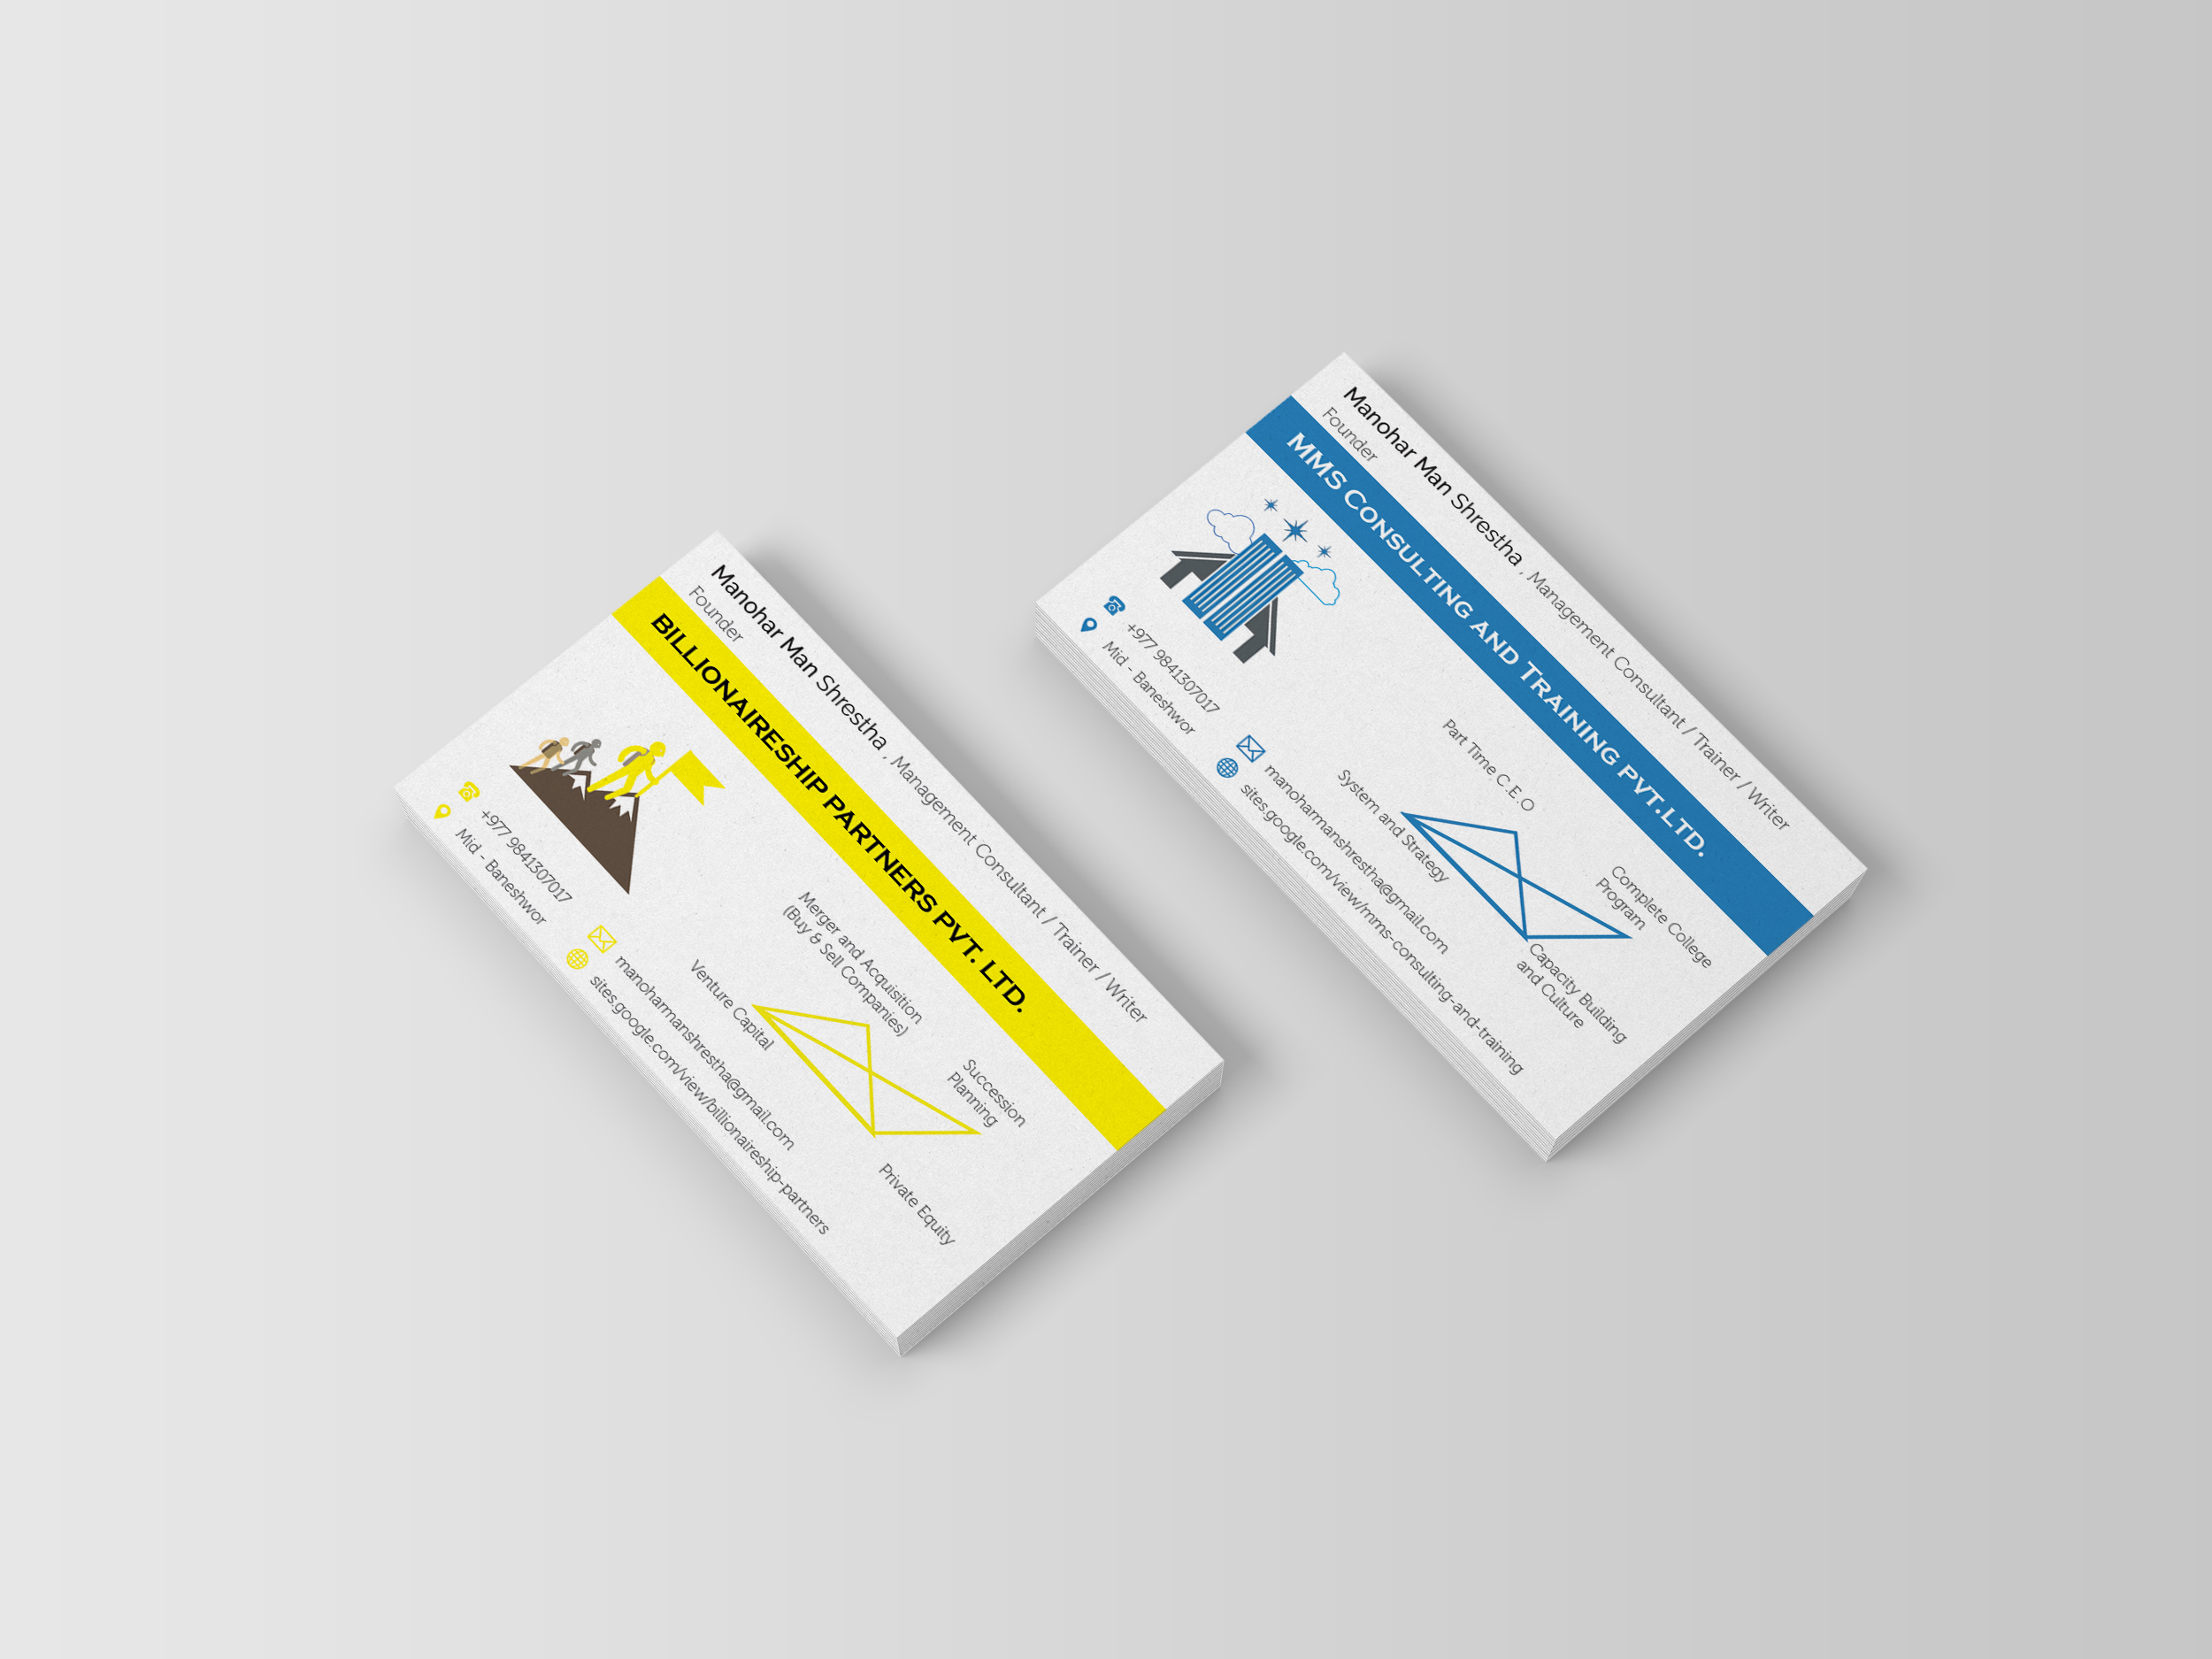 Manohar Man Shrestha , Management Consultant / Trainer / Writer
Founder
BILLIONAIRESHIP PARTNERS PVT. LTD.
Merger and Acquisition
(Buy & Sell Companies)
Venture Capital
Succession
Planning
Private Equity
+977 9841307017
Mid - Baneshwor
manoharmanshrestha@gmail.com
sites.google.com/view/billionaireship-partners
Manohar Man Shrestha , Management Consultant / Trainer / Writer
Founder
MMS CONSULTING AND TRAINING PVT.LTD.
Part Time C.E.O
System and Strategy
Complete College
Program
Capacity Building
and Culture
+977 9841307017
Mid - Baneshwor
manoharmanshrestha@gmail.com
sites.google.com/view/mms-consulting-and-training